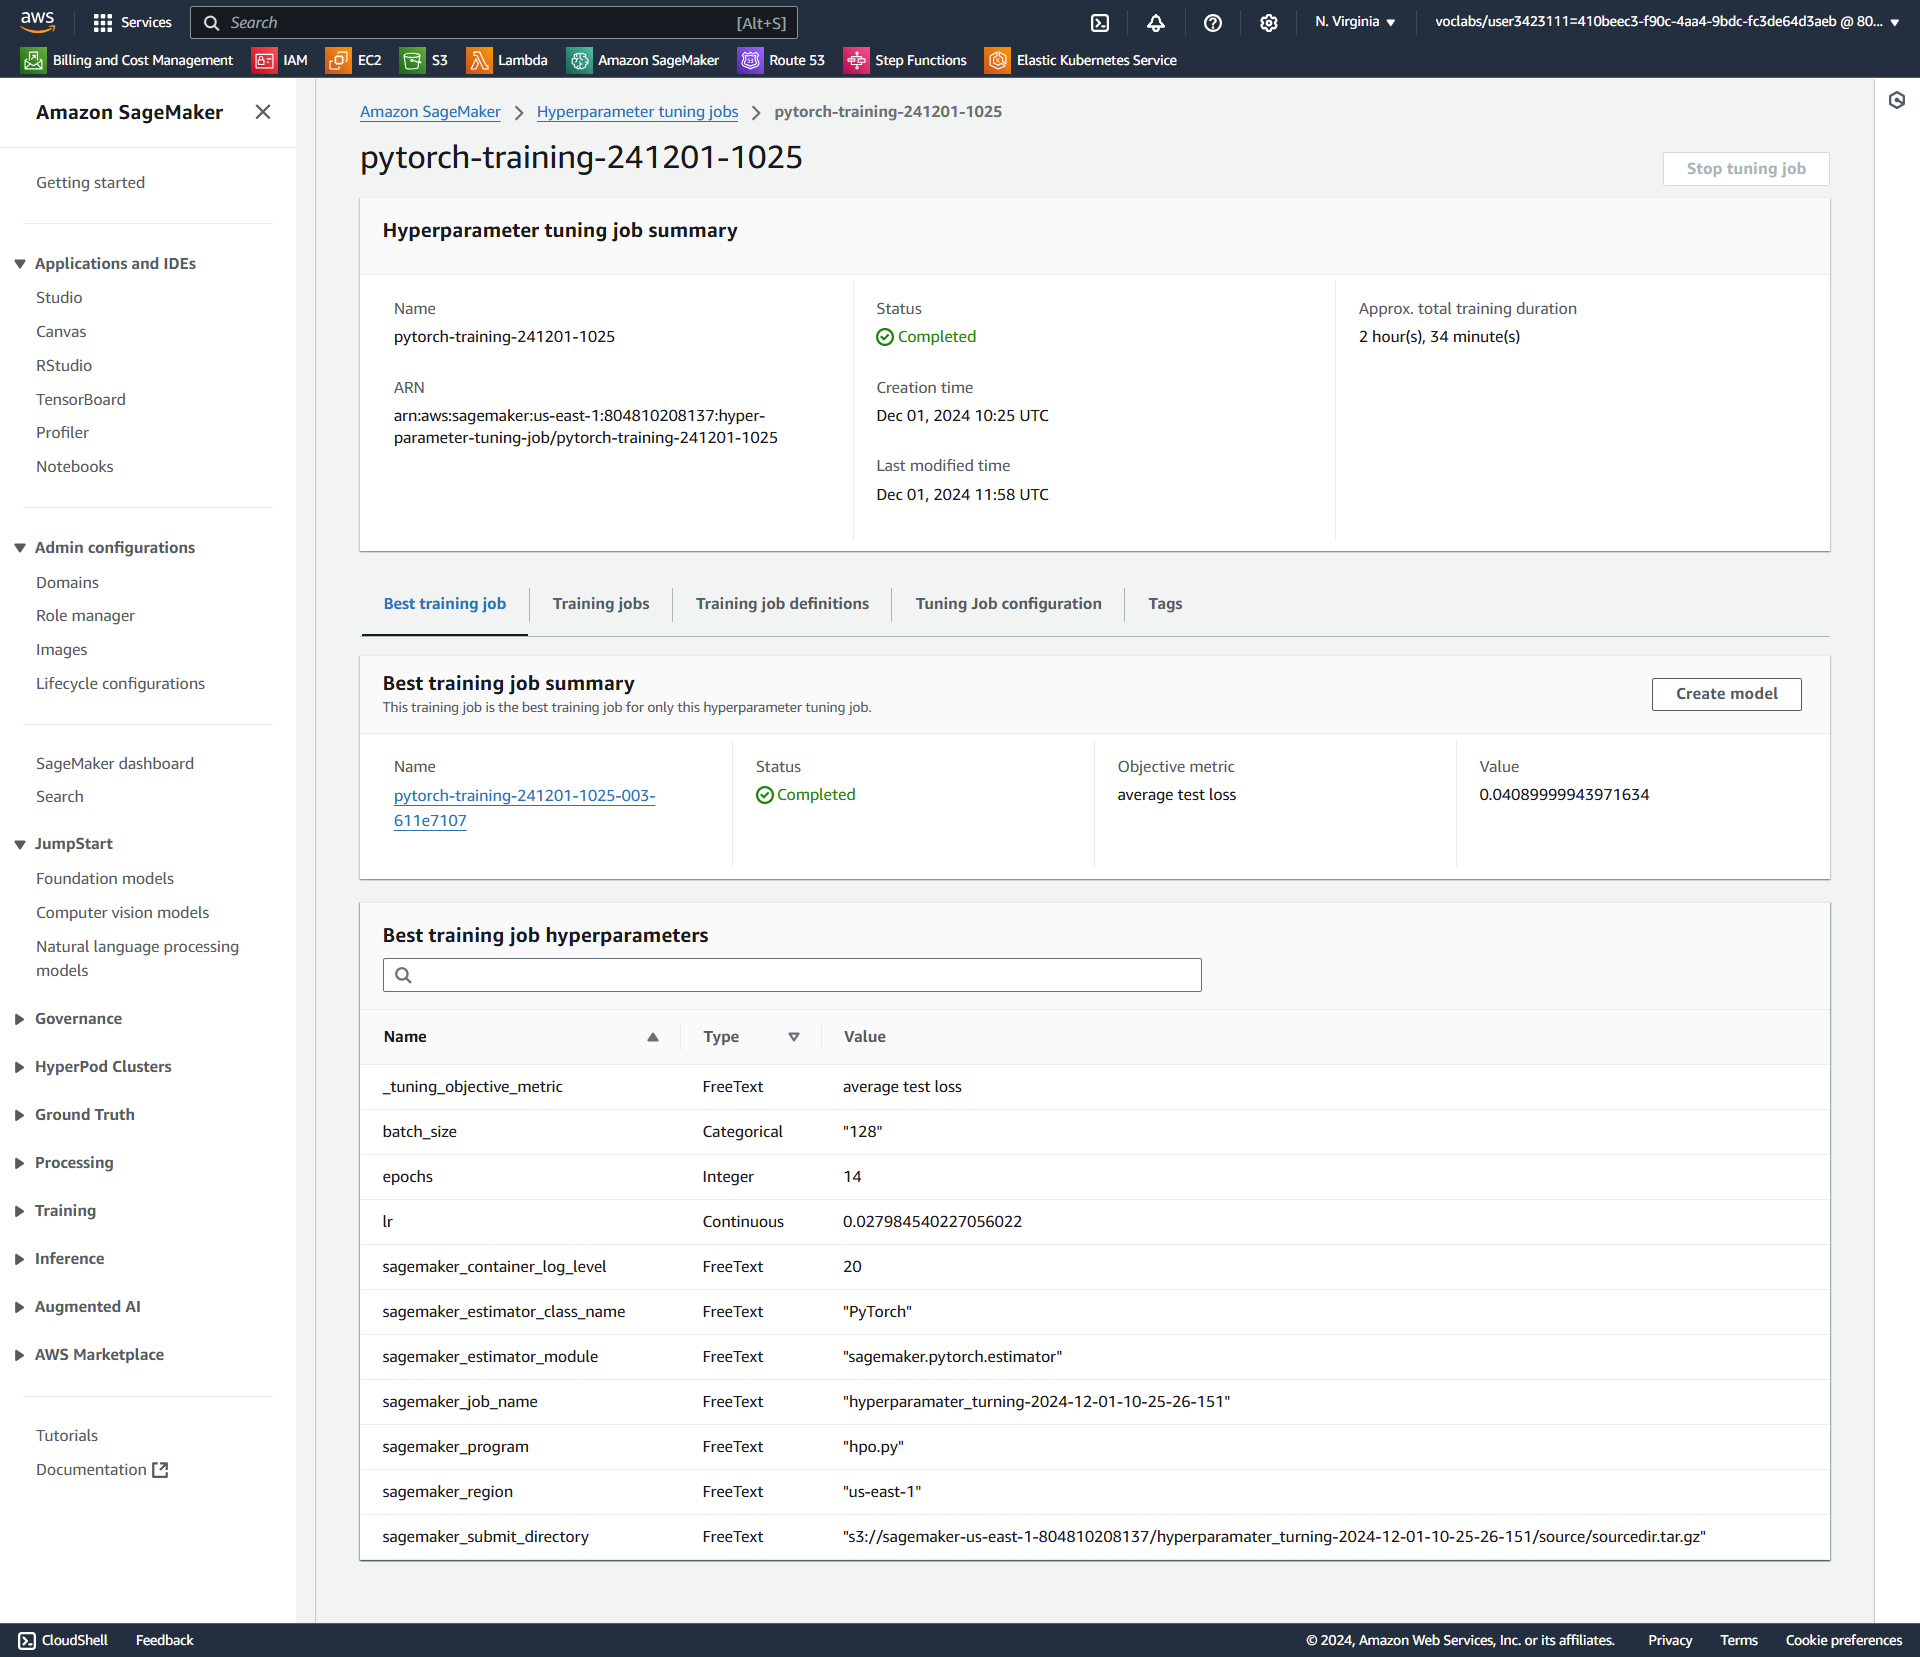 aws
Services
Search
[Alt+S]
N. Virginia
voclabs/user3423111=410beec3-f90c-4aa4-9bdc-fc3de64d3aeb @ 80...
Billing and Cost Management
IAM
EC2
S3
Lambda
Amazon SageMaker
Route 53
Step Functions
Elastic Kubernetes Service
Amazon SageMaker
Getting started
Applications and IDEs
Studio
Canvas
RStudio
TensorBoard
Profiler
Notebooks
Admin configurations
Domains
Role manager
Images
Lifecycle configurations
SageMaker dashboard
Search
JumpStart
Foundation models
Computer vision models
Natural language processing
models
Governance
HyperPod Clusters
Ground Truth
Processing
Training
Inference
Augmented AI
AWS Marketplace
Tutorials
Documentation
Amazon SageMaker
Hyperparameter tuning jobs
pytorch-training-241201-1025
pytorch-training-241201-1025
Stop tuning job
Hyperparameter tuning job summary
Name
pytorch-training-241201-1025
ARN
arn:aws:sagemaker:us-east-1:804810208137:hyper-
parameter-tuning-job/pytorch-training-241201-1025
Status
Completed
Creation time
Dec 01, 2024 10:25 UTC
Last modified time
Dec 01, 2024 11:58 UTC
Approx. total training duration
2 hour(s), 34 minute(s)
Best training job
Training jobs
Training job definitions
Tuning Job configuration
Tags
Best training job summary
This training job is the best training job for only this hyperparameter tuning job.
Create model
Name
pytorch-training-241201-1025-003-
611e7107
Status
Completed
Objective metric
average test loss
Value
0.04089999943971634
Best training job hyperparameters
Name Type Value
_tuning_objective_metric FreeText average test loss
batch_size Categorical "128"
epochs Integer 14
lr Continuous 0.027984540227056022
sagemaker_container_log_level FreeText 20
sagemaker_estimator_class_name FreeText "PyTorch"
sagemaker_estimator_module FreeText "sagemaker.pytorch.estimator"
sagemaker_job_name FreeText "hyperparamater_turning-2024-12-01-10-25-26-151"
sagemaker_program FreeText "hpo.py"
sagemaker_region FreeText "us-east-1"
sagemaker_submit_directory FreeText "s3://sagemaker-us-east-1-804810208137/hyperparamater_turning-2024-12-01-10-25-26-151/source/sourcedir.tar.gz"
CloudShell
Feedback
© 2024, Amazon Web Services, Inc. or its affiliates.
Privacy
Terms
Cookie preferences